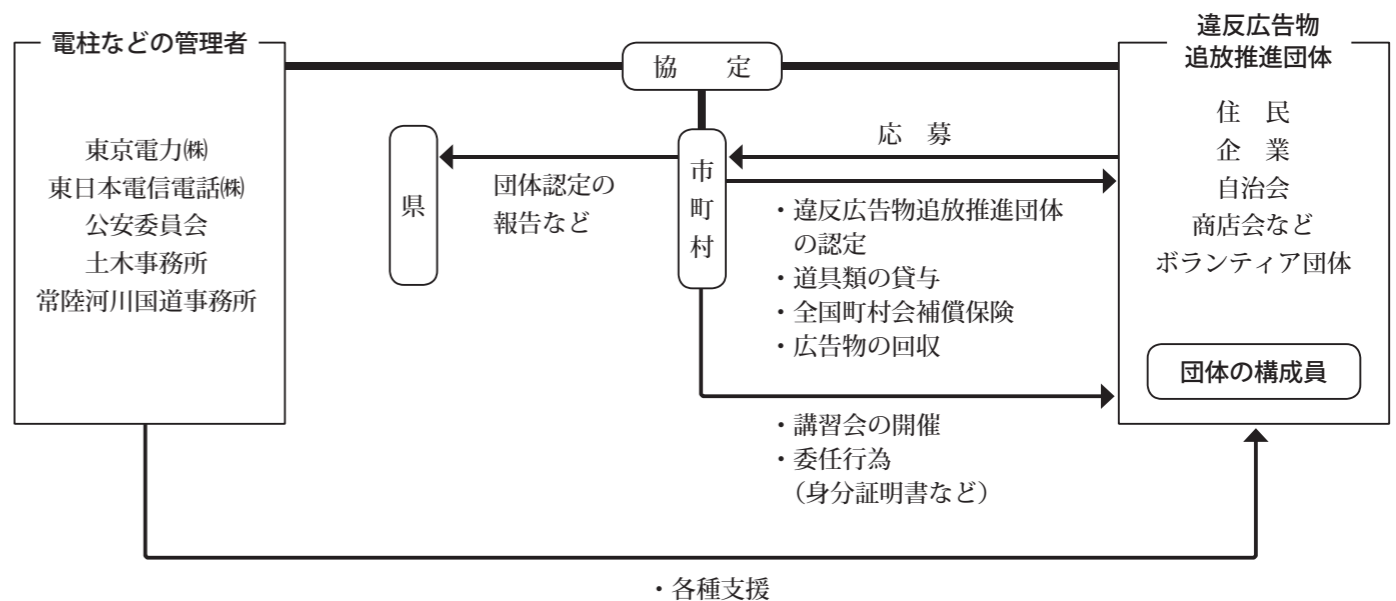 電柱などの管理者
東京電力㈱
東日本電信電話㈱
公安委員会
土木事務所
常陸河川国道事務所
協　定
県
団体認定の
報告など
市町村
応　募
・違反広告物追放推進団体
の認定
・道具類の貸与
・全国町村会補償保険
・広告物の回収
・講習会の開催
・委任行為
（身分証明書など）
違反広告物
追放推進団体
住　民
企　業
自治会
商店会など
ボランティア団体
団体の構成員
・各種支援